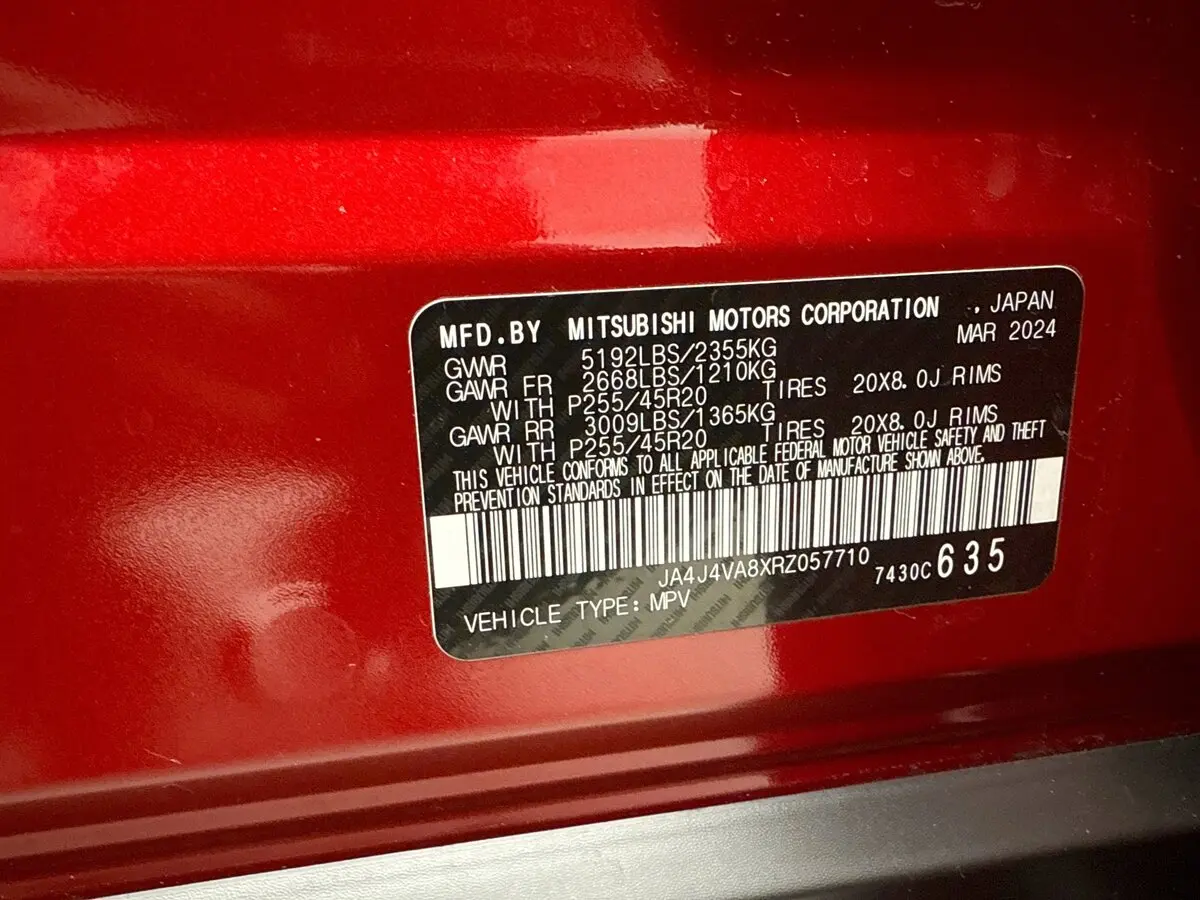 MFD.BY MITSUBISHI MOTORS CORPORATION ., JAPAN
MAR 2024
GVWR 5192LBS/2355KG
GAWR FR 2668LBS/1210KG
WITH P255/45R20 TIRES 20X8.0J RIMS
GAWR RR 3009LBS/1365KG
WITH P255/45R20 TIRES 20X8.0J RIMS
THIS VEHICLE CONFORMS TO ALL APPLICABLE FEDERAL MOTOR VEHICLE SAFETY AND THEFT
PREVENTION STANDARDS IN EFFECT ON THE DATE OF MANUFACTURE SHOWN ABOVE.
JA4J4VA8XRZ057710 7430C 635
VEHICLE TYPE: MPV